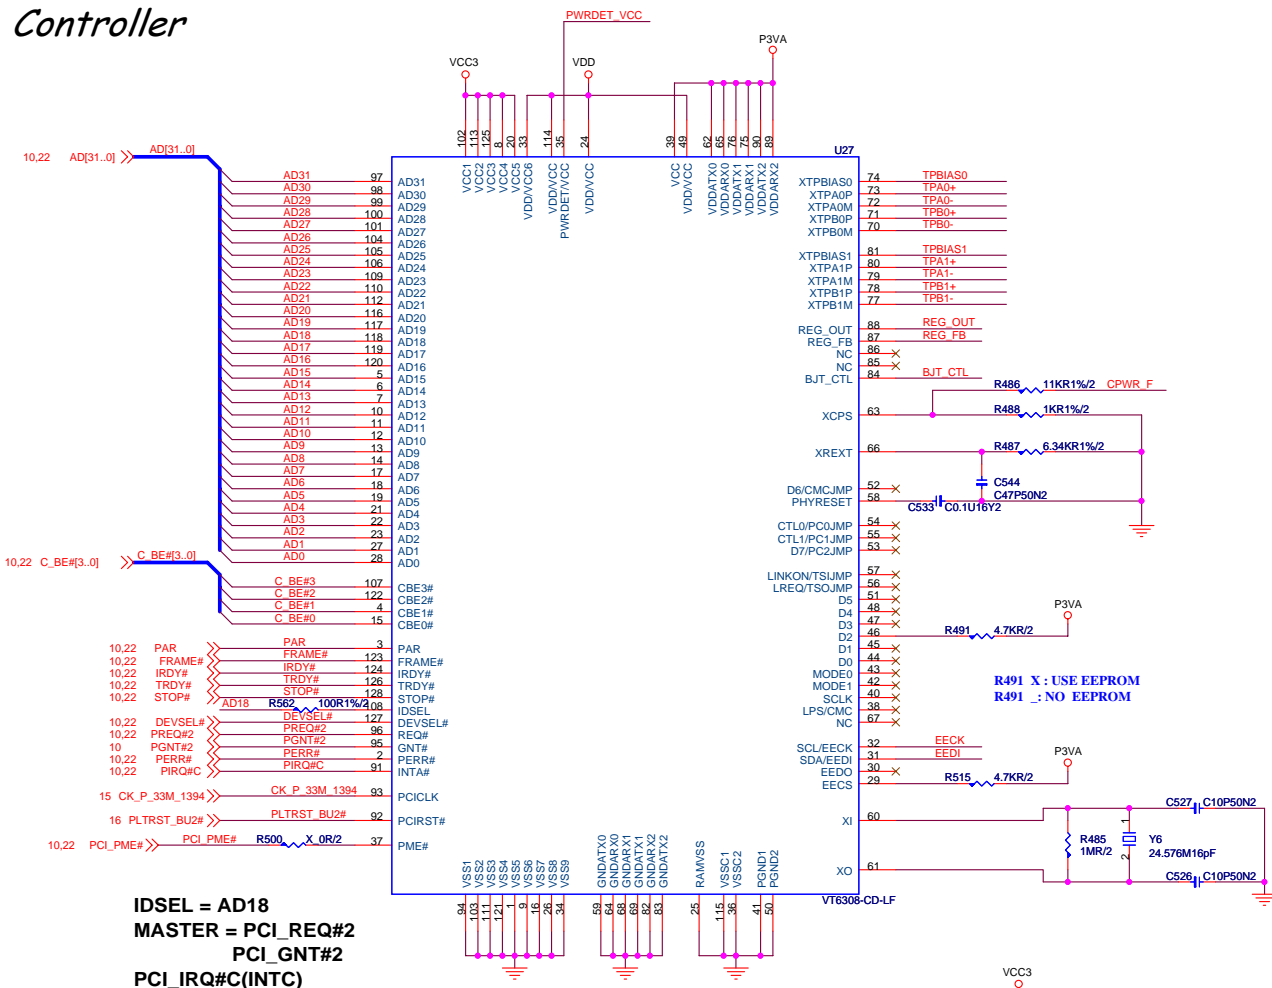 Controller
PWRDET_VCC
P3VA
VCC3
VDD
102 113 125 8 20 33 114 35 24 39 49 62 65 76 75 90 89
U27
VCC1 VCC2 VCC3 VCC4 VCC5 VDD/VCC6 VDD/VCC PWRDET/VCC VDD/VCC VCC VDD/VCC VDDATX0 VDDARX0 VDDATX1 VDDARX1 VDDATX2 VDDARX2
10,22 AD[31..0] AD[31..0]
AD31 97 AD31
AD30 98 AD30
AD29 99 AD29
AD28 100 AD28
AD27 101 AD27
AD26 104 AD26
AD25 105 AD25
AD24 106 AD24
AD23 109 AD23
AD22 110 AD22
AD21 112 AD21
AD20 116 AD20
AD19 117 AD19
AD18 118 AD18
AD17 119 AD17
AD16 120 AD16
AD15 5 AD15
AD14 6 AD14
AD13 7 AD13
AD12 10 AD12
AD11 11 AD11
AD10 12 AD10
AD9 13 AD9
AD8 14 AD8
AD7 17 AD7
AD6 18 AD6
AD5 19 AD5
AD4 21 AD4
AD3 22 AD3
AD2 23 AD2
AD1 27 AD1
AD0 28 AD0
10,22 C_BE#[3..0] C_BE#[3..0]
C_BE#3 107 CBE3#
C_BE#2 122 CBE2#
C_BE#1 4 CBE1#
C_BE#0 15 CBE0#
10,22 PAR PAR 3 PAR
10,22 FRAME# FRAME# 123 FRAME#
10,22 IRDY# IRDY# 124 IRDY#
10,22 TRDY# TRDY# 126 TRDY#
10,22 STOP# STOP# 128 STOP#
AD18 R562 100R1%/2 108 IDSEL
10,22 DEVSEL# DEVSEL# 127 DEVSEL#
10,22 PREQ#2 PREQ#2 96 REQ#
10 PGNT#2 PGNT#2 95 GNT#
10,22 PERR# PERR# 2 PERR#
10,22 PIRQ#C PIRQ#C 91 INTA#
15 CK_P_33M_1394 CK_P_33M_1394 93 PCICLK
16 PLTRST_BU2# PLTRST_BU2# 92 PCIRST#
10,22 PCI_PME# PCI_PME# R500 X_0R/2 37 PME#
XTPBIAS0 74 TPBIAS0
XTPA0P 73 TPA0+
XTPA0M 72 TPA0-
XTPB0P 71 TPB0+
XTPB0M 70 TPB0-
XTPBIAS1 81 TPBIAS1
XTPA1P 80 TPA1+
XTPA1M 79 TPA1-
XTPB1P 78 TPB1+
XTPB1M 77 TPB1-
REG_OUT 88 REG_OUT
REG_FB 87 REG_FB
NC 86
NC 85
BJT_CTL 84 BJT_CTL
R486 11KR1%/2 CPWR_F
XCPS 63 R488 1KR1%/2
XREXT 66 R487 6.34KR1%/2
C544
C47P50N2
D6/CMCJMP 52
PHYRESET 58 C533 C0.1U16Y2
CTL0/PC0JMP 54
CTL1/PC1JMP 55
D7/PC2JMP 53
LINKON/TSIJMP 57
LREQ/TSOJMP 56
D5 51
D4 48
D3 47
D2 46 R491 4.7KR/2 P3VA
D1 45
D0 44
MODE0 43
MODE1 42
SCLK 40
LPS/CMC 38
NC 67
R491 X : USE EEPROM
R491 _: NO EEPROM
SCL/EECK 32 EECK
SDA/EEDI 31 EEDI
EEDO 30
EECS 29 R515 4.7KR/2 P3VA
XI 60
C527 C10P50N2
R485
1MR/2
1
Y6
2
24.576M16pF
XO 61
C526 C10P50N2
VSS1 VSS2 VSS3 VSS4 VSS5 VSS6 VSS7 VSS8 VSS9 GNDATX0 GNDARX0 GNDARX1 GNDATX1 GNDARX2 GNDATX2 RAMVSS VSSC1 VSSC2 PGND1 PGND2
VT6308-CD-LF
94 103 111 121 1 9 16 26 34 59 64 68 69 82 83 25 115 36 41 50
IDSEL = AD18
MASTER = PCI_REQ#2
PCI_GNT#2
PCI_IRQ#C(INTC)
VCC3